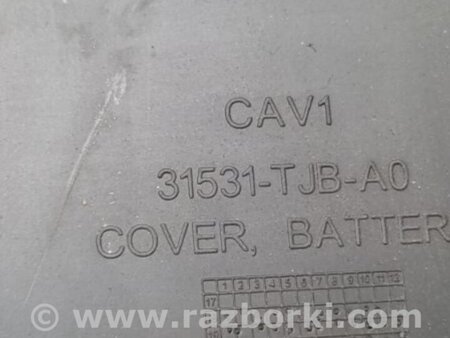 CAV1
31531-TJB-A0
COVER, BATTER
1 2 3 4 5 6 7 8 9 10 11 12
17
© www.razborki.com